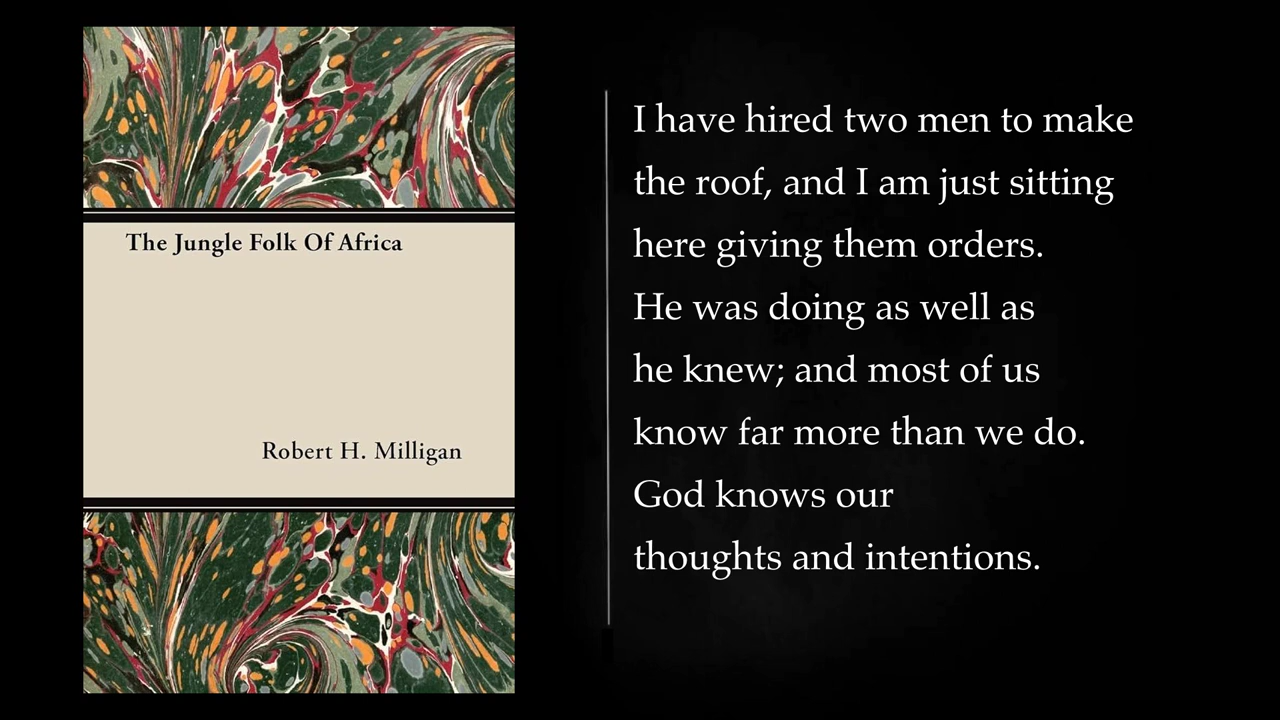 The Jungle Folk Of Africa
Robert H. Milligan
I have hired two men to make
the roof, and I am just sitting
here giving them orders.
He was doing as well as
he knew; and most of us
know far more than we do.
God knows our
thoughts and intentions.